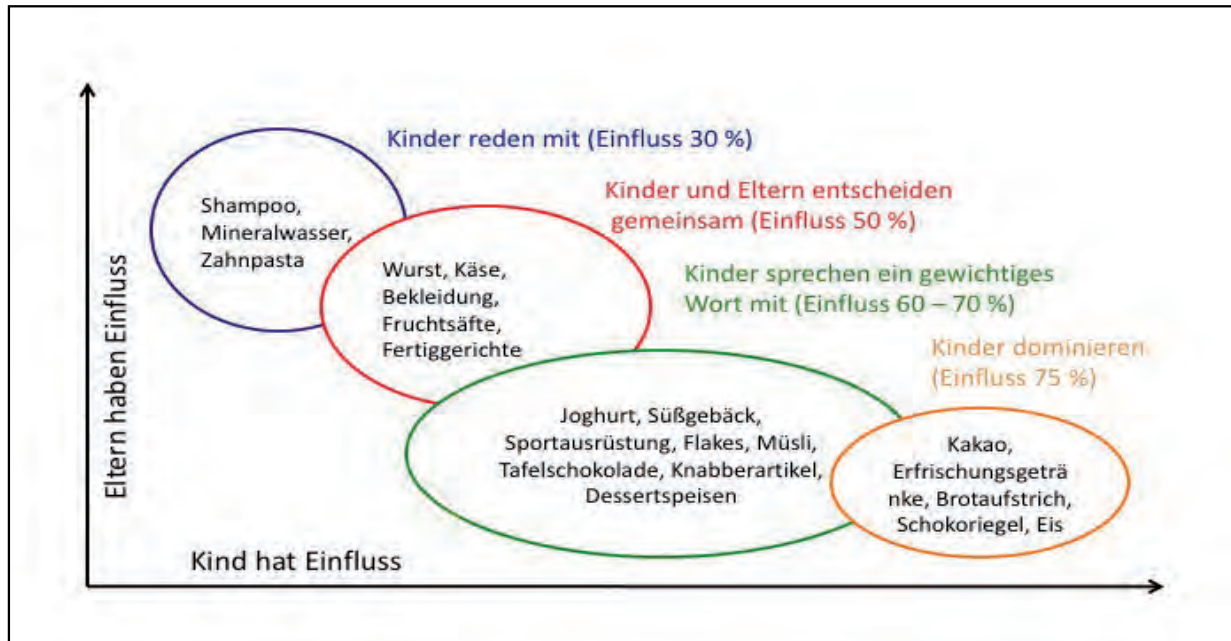 Kinder reden mit (Einfluss 30 %)
Shampoo,
Mineralwasser,
Zahnpasta
Kinder und Eltern entscheiden
gemeinsam (Einfluss 50 %)
Wurst, Käse,
Bekleidung,
Fruchtsäfte,
Fertiggerichte
Kinder sprechen ein gewichtiges
Wort mit (Einfluss 60 – 70 %)
Joghurt, Süßgebäck,
Sportausrüstung, Flakes, Müsli,
Tafelschokolade, Knabberartikel,
Dessertspeisen
Kinder dominieren
(Einfluss 75 %)
Kakao,
Erfrischungsgeträ
nke, Brotaufstrich,
Schokoriegel, Eis
Eltern haben Einfluss
Kind hat Einfluss